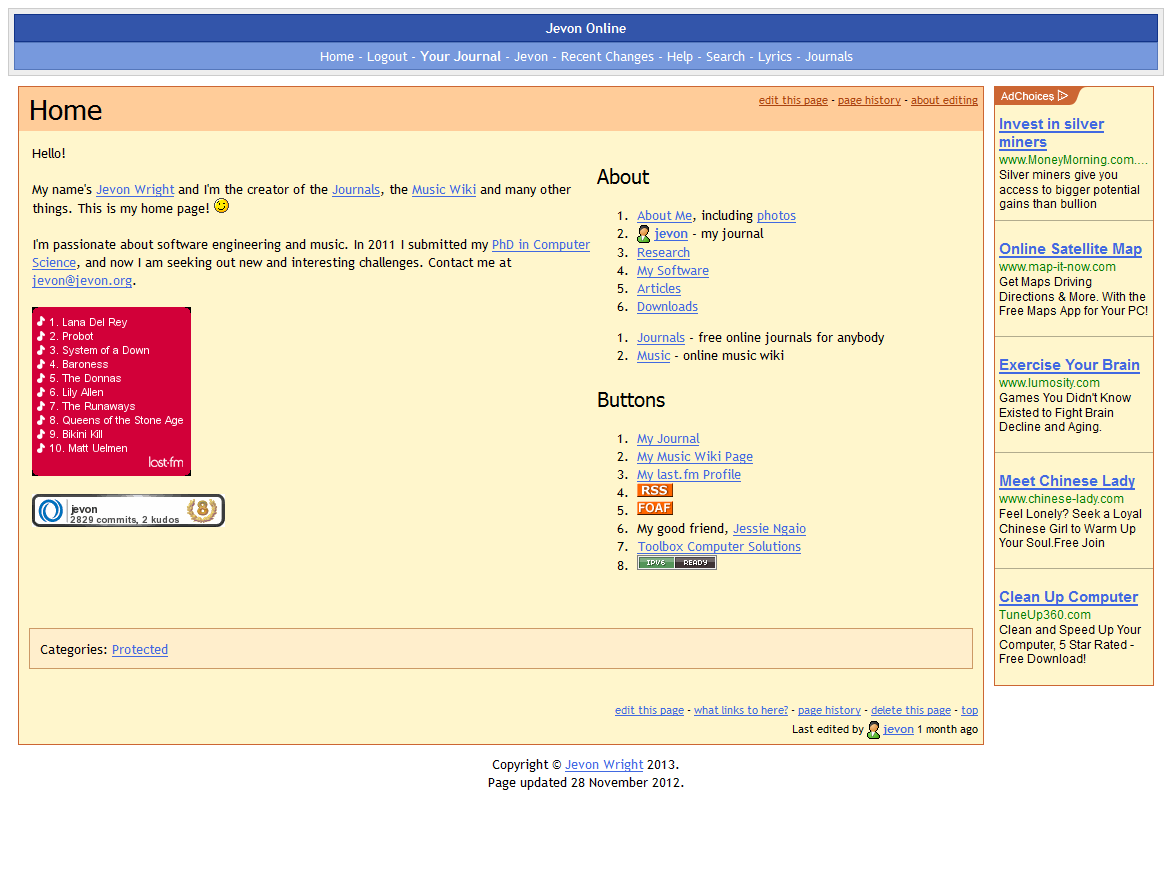 Jevon Online
Home - Logout - Your Journal - Jevon - Recent Changes - Help - Search - Lyrics - Journals
Home
edit this page - page history - about editing
Hello!
My name's Jevon Wright and I'm the creator of the Journals, the Music Wiki and many other
things. This is my home page!
I'm passionate about software engineering and music. In 2011 I submitted my PhD in Computer
Science, and now I am seeking out new and interesting challenges. Contact me at
jevon@jevon.org.
1. Lana Del Rey
2. Probot
3. System of a Down
4. Baroness
5. The Donnas
6. Lily Allen
7. The Runaways
8. Queens of the Stone Age
9. Bikini Kill
10. Matt Uelmen
last.fm
jevon
2829 commits, 2 kudos
8
About
1. About Me, including photos
2. jevon - my journal
3. Research
4. My Software
5. Articles
6. Downloads
1. Journals - free online journals for anybody
2. Music - online music wiki
Buttons
1. My Journal
2. My Music Wiki Page
3. My last.fm Profile
4. RSS
5. FOAF
6. My good friend, Jessie Ngaio
7. Toolbox Computer Solutions
8. IPV6 READY
Categories: Protected
edit this page - what links to here? - page history - delete this page - top
Last edited by jevon 1 month ago
AdChoices
Invest in silver
miners
www.MoneyMorning.com....
Silver miners give you
access to bigger potential
gains than bullion
Online Satellite Map
www.map-it-now.com
Get Maps Driving
Directions & More. With the
Free Maps App for Your PC!
Exercise Your Brain
www.lumosity.com
Games You Didn't Know
Existed to Fight Brain
Decline and Aging.
Meet Chinese Lady
www.chinese-lady.com
Feel Lonely? Seek a Loyal
Chinese Girl to Warm Up
Your Soul.Free Join
Clean Up Computer
TuneUp360.com
Clean and Speed Up Your
Computer, 5 Star Rated -
Free Download!
Copyright © Jevon Wright 2013.
Page updated 28 November 2012.